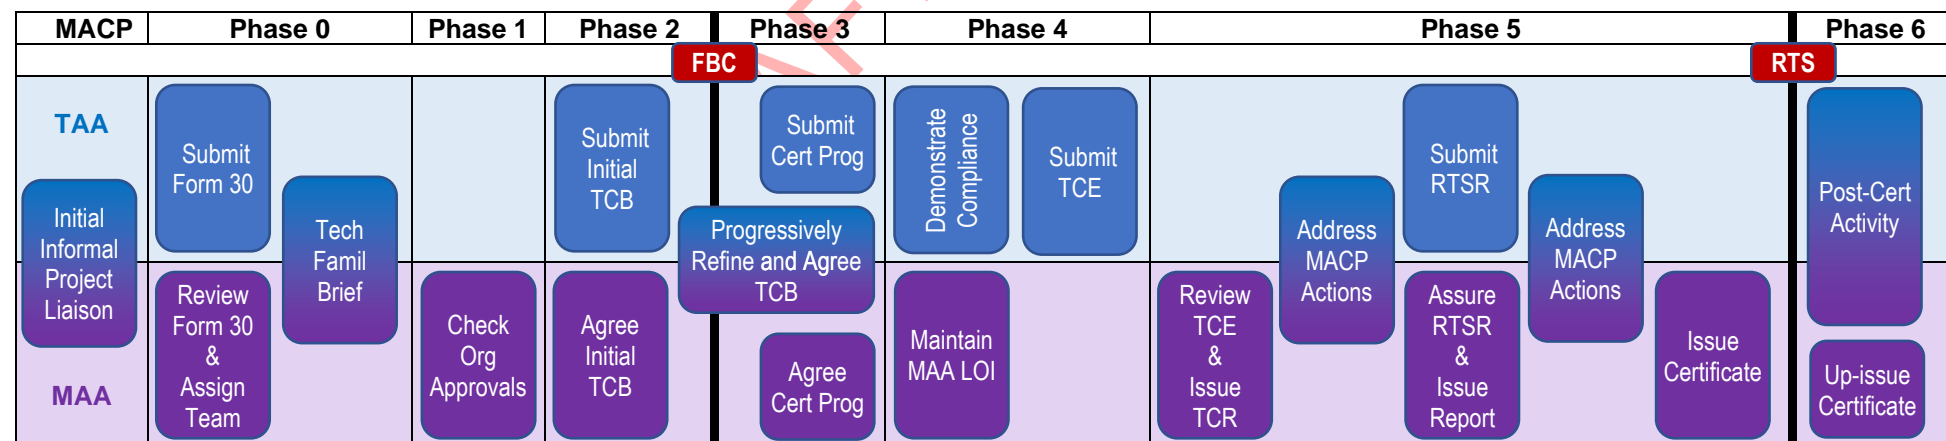 MACP Phase 0 Phase 1 Phase 2 Phase 3 Phase 4 Phase 5 Phase 6
FBC
RTS
TAA
MAA
Initial
Informal
Project
Liaison
Submit
Form 30
Review
Form 30
&
Assign
Team
Tech
Famil
Brief
Check
Org
Approvals
Submit
Initial
TCB
Agree
Initial
TCB
Submit
Cert Prog
Progressively
Refine and Agree
TCB
Agree
Cert Prog
Demonstrate
Compliance
Submit
TCE
Maintain
MAA LOI
Review
TCE
&
Issue
TCR
Address
MACP
Actions
Submit
RTSR
Assure
RTSR
&
Issue
Report
Address
MACP
Actions
Issue
Certificate
Post-Cert
Activity
Up-issue
Certificate